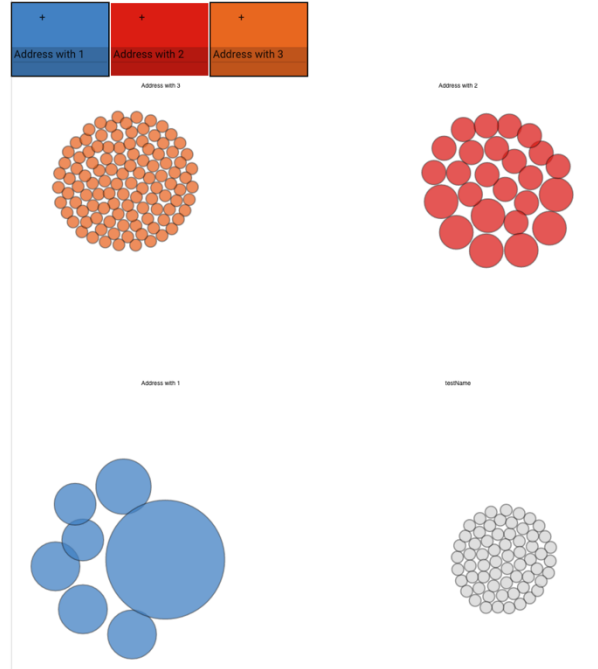 + + +
Address with 1 Address with 2 Address with 3
Address with 3 Address with 2
Address with 1 testName